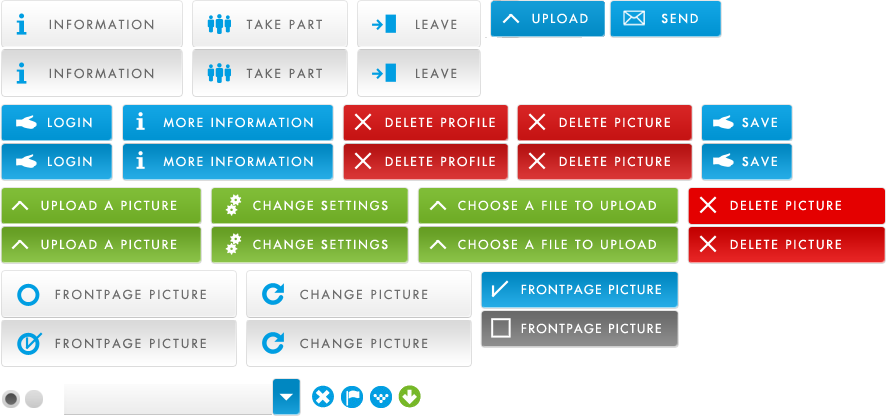 INFORMATION TAKE PART LEAVE UPLOAD SEND
INFORMATION TAKE PART LEAVE
LOGIN MORE INFORMATION DELETE PROFILE DELETE PICTURE SAVE
LOGIN MORE INFORMATION DELETE PROFILE DELETE PICTURE SAVE
UPLOAD A PICTURE CHANGE SETTINGS CHOOSE A FILE TO UPLOAD DELETE PICTURE
UPLOAD A PICTURE CHANGE SETTINGS CHOOSE A FILE TO UPLOAD DELETE PICTURE
FRONTPAGE PICTURE CHANGE PICTURE FRONTPAGE PICTURE
FRONTPAGE PICTURE
FRONTPAGE PICTURE CHANGE PICTURE